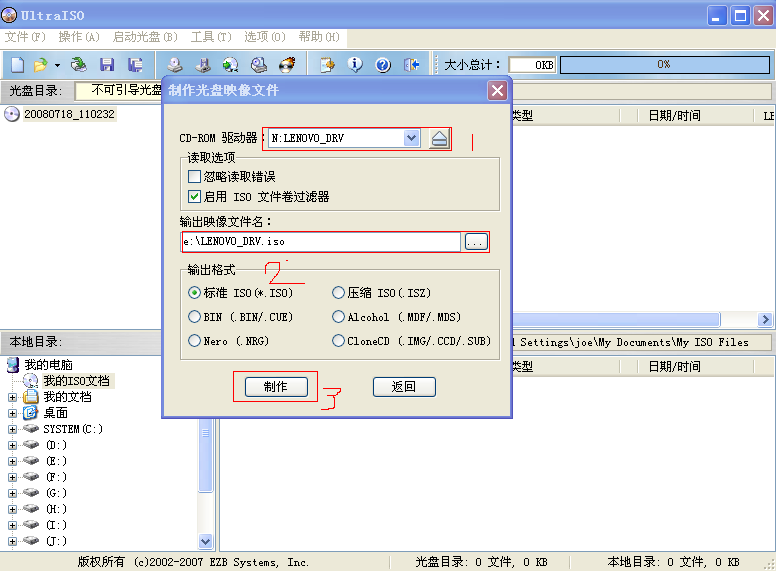 UltraISO
文件(F) 操作(A) 启动光盘(B) 工具(T) 选项(O) 帮助(H)
大小总计： 0KB 0%
光盘目录: 不可引导光盘
20080718_110232
类型 日期/时间
制作光盘映像文件
CD-ROM 驱动器: N:LENOVO_DRV
1
读取选项
忽略读取错误
启用 ISO 文件卷过滤器
输出映像文件名：
e:\LENOVO_DRV.iso ...
2
输出格式
标准 ISO(*.ISO) 压缩 ISO(.ISZ)
BIN (.BIN/.CUE) Alcohol (.MDF/.MDS)
Nero (.NRG) CloneCD (.IMG/.CCD/.SUB)
制作 返回
3
本地目录: Settings\joe\My Documents\My ISO Files
类型 日期/时间
我的电脑
我的ISO文档
我的文档
桌面
SYSTEM(C:)
(D:)
(E:)
(F:)
(G:)
(H:)
(I:)
(J:)
版权所有 (c)2002-2007 EZB Systems, Inc. 光盘目录: 0 文件, 0 KB 本地目录: 0 文件, 0 KB